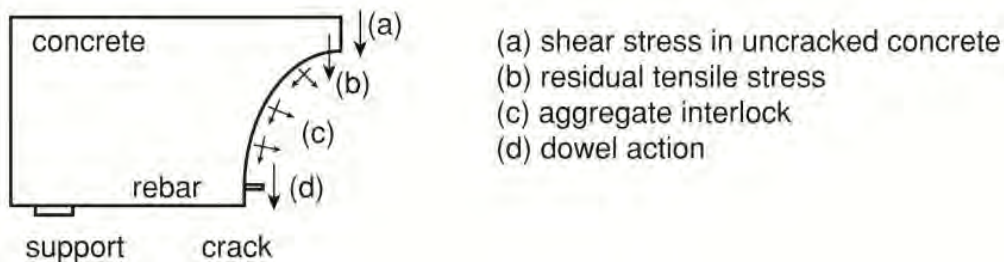 concrete
(a)
(b)
(c)
rebar
(d)
support
crack
(a) shear stress in uncracked concrete
(b) residual tensile stress
(c) aggregate interlock
(d) dowel action